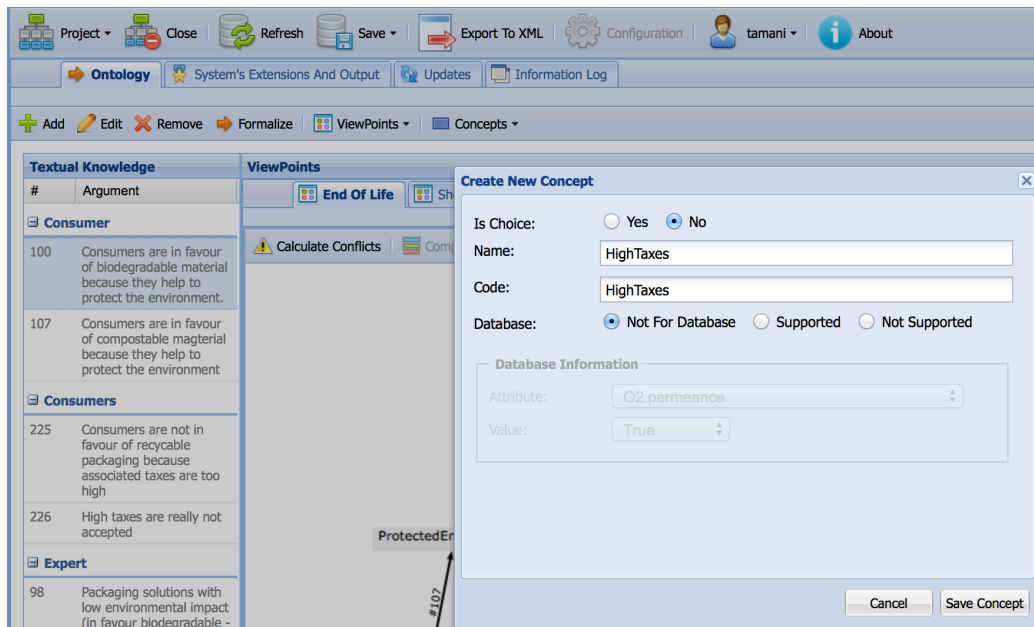 Project Close Refresh Save Export To XML Configuration tamani About
Ontology System's Extensions And Output Updates Information Log
Add Edit Remove Formalize ViewPoints Concepts
Textual Knowledge
# Argument
Consumer
100 Consumers are in favour
of biodegradable material
because they help to
protect the environment.
107 Consumers are in favour
of compostable magterial
because they help to
protect the environment
Consumers
225 Consumers are not in
favour of recycable
packaging because
associated taxes are too
high
226 High taxes are really not
accepted
Expert
98 Packaging solutions with
low environmental impact
(in favour biodegradable -
ViewPoints
End Of Life Sh
Calculate Conflicts Comp
ProtectedEn
#107
Create New Concept
Is Choice: Yes No
Name: HighTaxes
Code: HighTaxes
Database: Not For Database Supported Not Supported
Database Information
Attribute: O2 permeance
Value: True
Cancel Save Concept